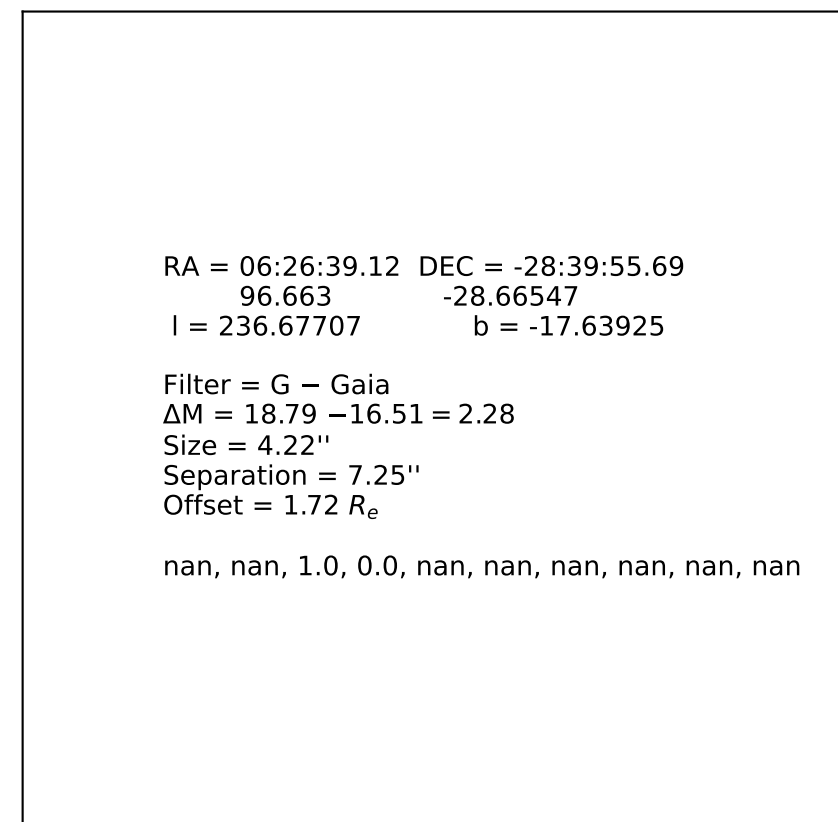 RA = 06:26:39.12 DEC = -28:39:55.69
96.663 -28.66547
l = 236.67707 b = -17.63925
Filter = G − Gaia
ΔM = 18.79 −16.51 = 2.28
Size = 4.22''
Separation = 7.25''
Offset = 1.72 Re
nan, nan, 1.0, 0.0, nan, nan, nan, nan, nan, nan